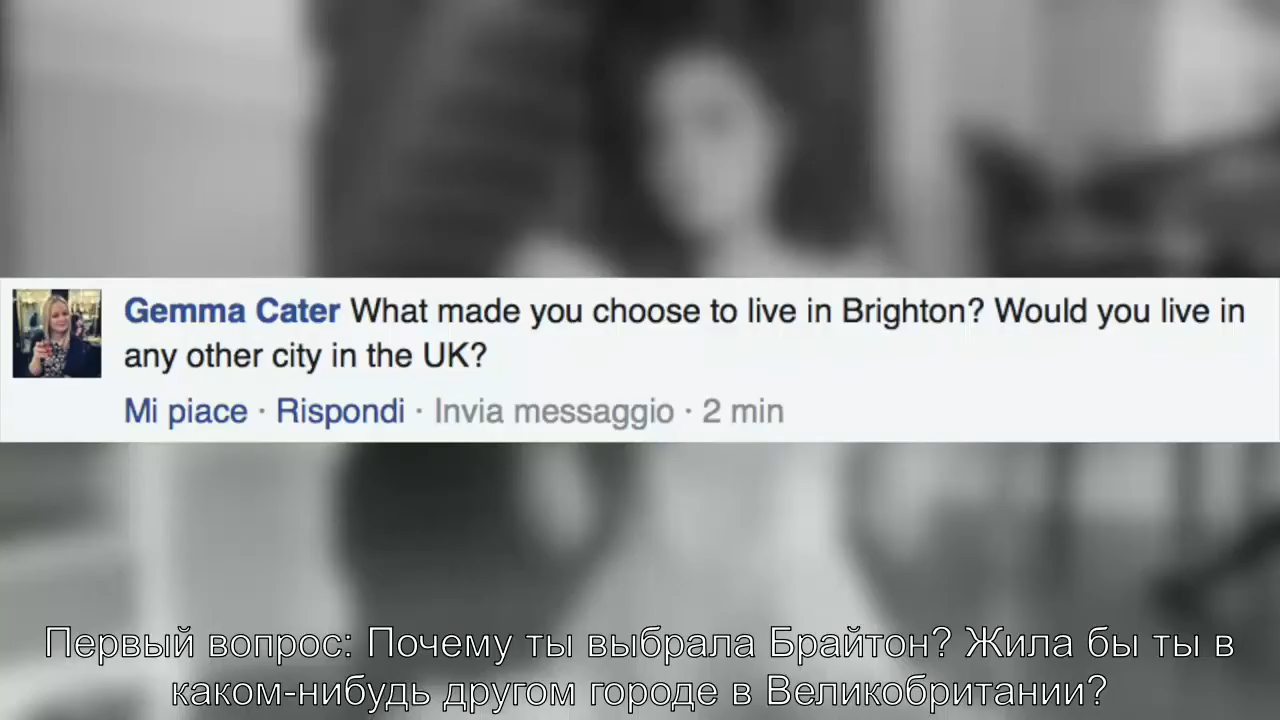 Gemma Cater What made you choose to live in Brighton? Would you live in
any other city in the UK?
Mi piace · Rispondi · Invia messaggio · 2 min
Первый вопрос: Почему ты выбрала Брайтон? Жила бы ты в
каком-нибудь другом городе в Великобритании?